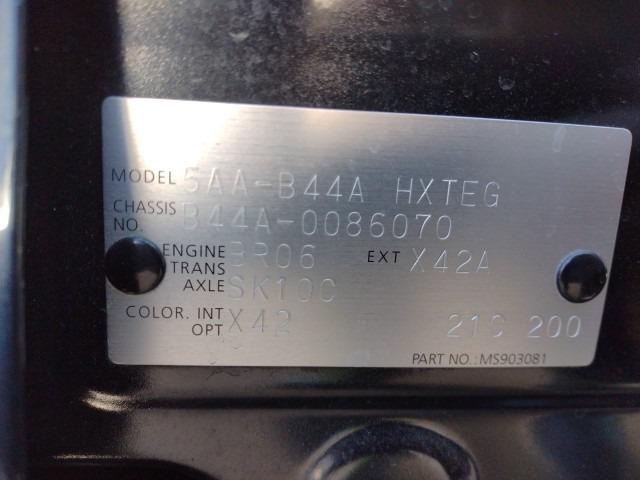 MODEL 5AA-B44A HXTEG
CHASSIS NO. B44A-0086070
ENGINE BR06 EXT X42A
TRANS AXLE SK10C
COLOR. INT OPT X42 21C 200
PART NO.: MS903081